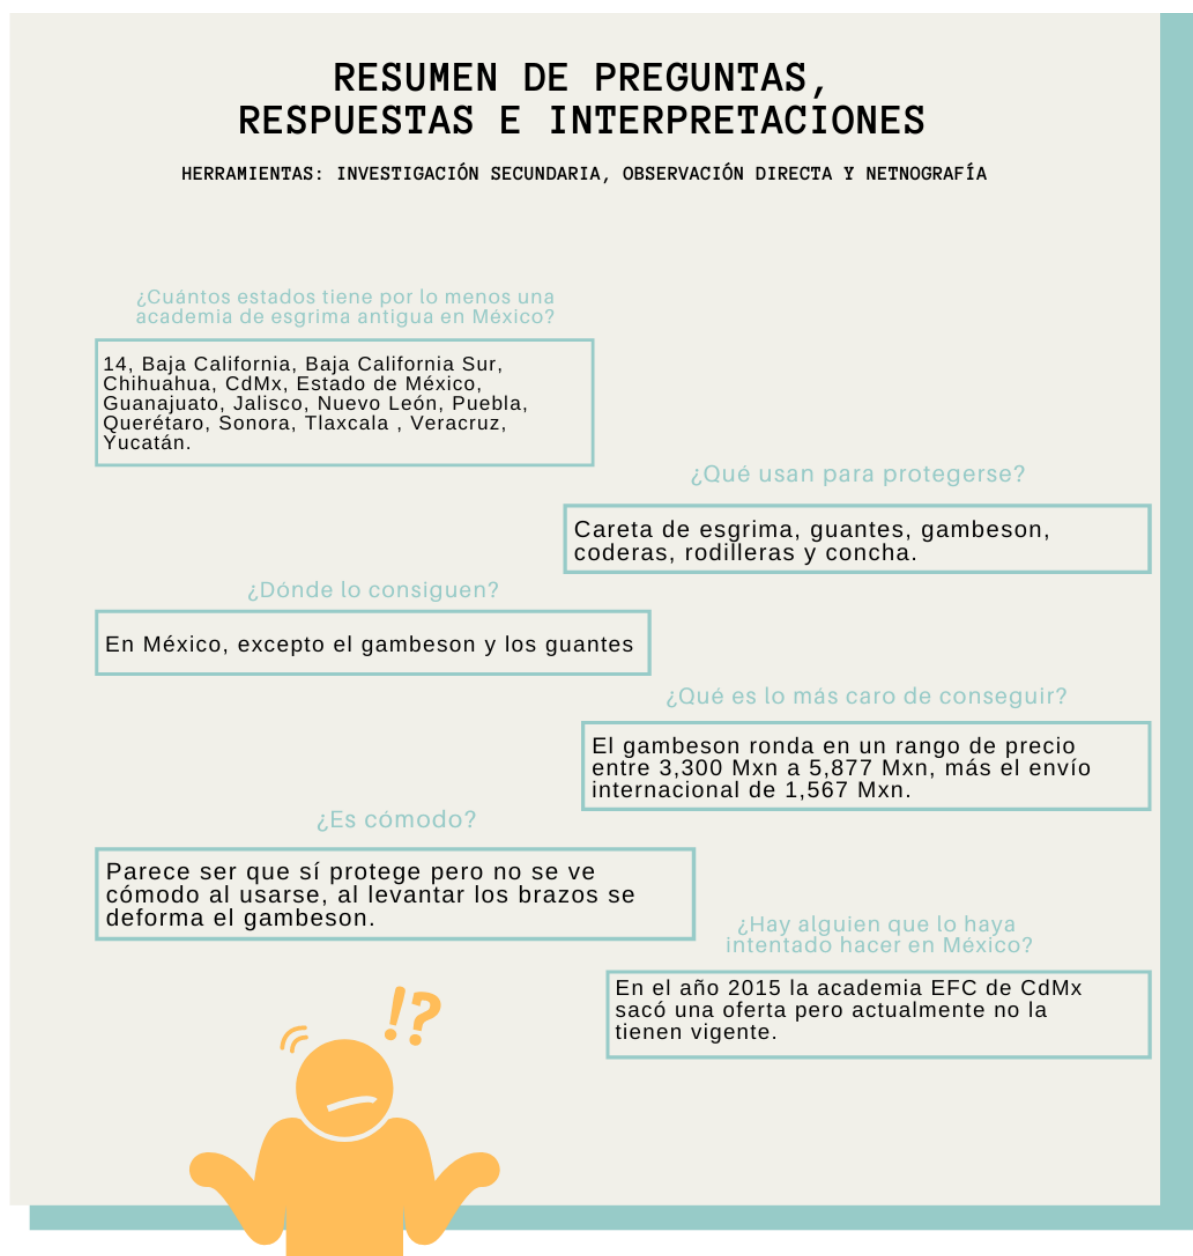 RESUMEN DE PREGUNTAS,
RESPUESTAS E INTERPRETACIONES
HERRAMIENTAS: INVESTIGACIÓN SECUNDARIA, OBSERVACIÓN DIRECTA Y NETNOGRAFÍA
¿Cuántos estados tiene por lo menos una
academia de esgrima antigua en México?
14, Baja California, Baja California Sur,
Chihuahua, CdMx, Estado de México,
Guanajuato, Jalisco, Nuevo León, Puebla,
Querétaro, Sonora, Tlaxcala , Veracruz,
Yucatán.
¿Qué usan para protegerse?
Careta de esgrima, guantes, gambeson,
coderas, rodilleras y concha.
¿Dónde lo consiguen?
En México, excepto el gambeson y los guantes
¿Qué es lo más caro de conseguir?
El gambeson ronda en un rango de precio
entre 3,300 Mxn a 5,877 Mxn, más el envío
internacional de 1,567 Mxn.
¿Es cómodo?
Parece ser que sí protege pero no se ve
cómodo al usarse, al levantar los brazos se
deforma el gambeson.
¿Hay alguien que lo haya
intentado hacer en México?
En el año 2015 la academia EFC de CdMx
sacó una oferta pero actualmente no la
tienen vigente.
!?